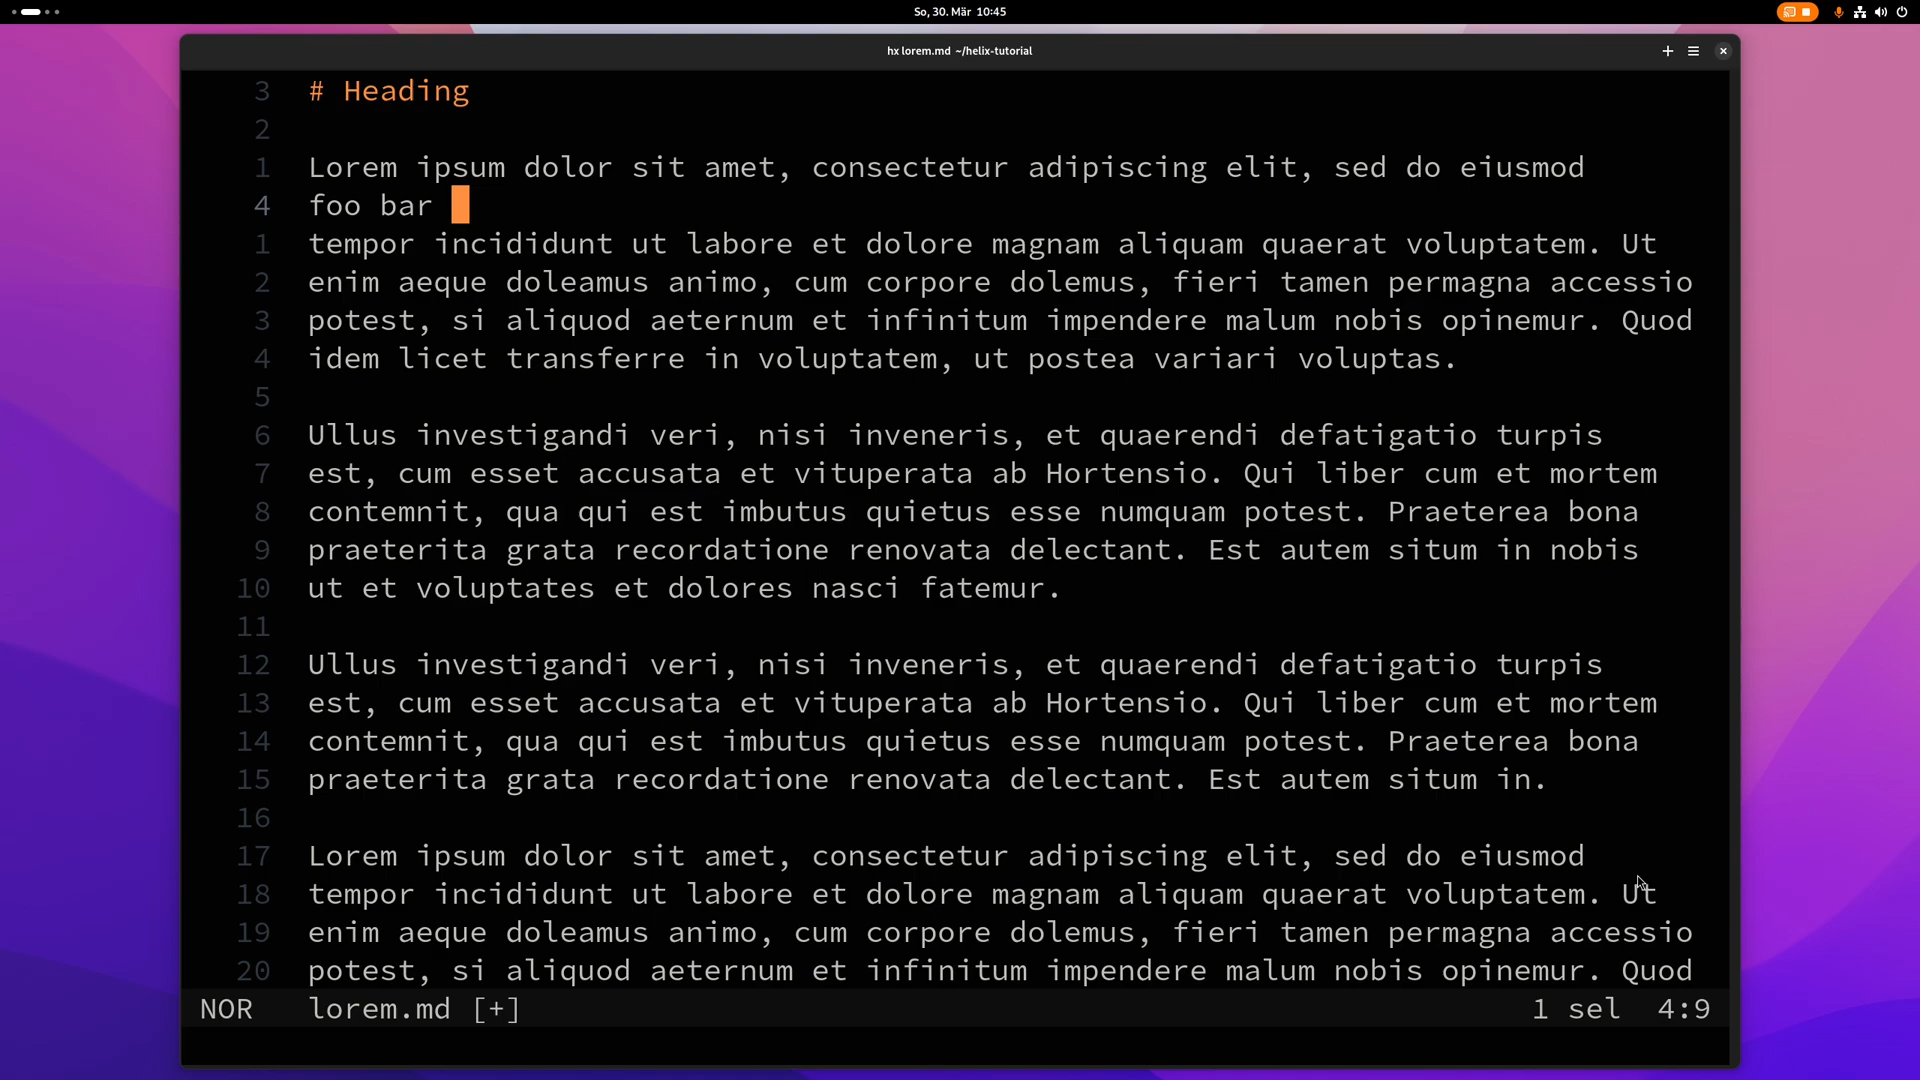 So, 30. Mär 10:45
hx lorem.md ~/helix-tutorial
3 # Heading
2
1 Lorem ipsum dolor sit amet, consectetur adipiscing elit, sed do eiusmod
4 foo bar
1 tempor incididunt ut labore et dolore magnam aliquam quaerat voluptatem. Ut
2 enim aeque doleamus animo, cum corpore dolemus, fieri tamen permagna accessio
3 potest, si aliquod aeternum et infinitum impendere malum nobis opinemur. Quod
4 idem licet transferre in voluptatem, ut postea variari voluptas.
5
6 Ullus investigandi veri, nisi inveneris, et quaerendi defatigatio turpis
7 est, cum esset accusata et vituperata ab Hortensio. Qui liber cum et mortem
8 contemnit, qua qui est imbutus quietus esse numquam potest. Praeterea bona
9 praeterita grata recordatione renovata delectant. Est autem situm in nobis
10 ut et voluptates et dolores nasci fatemur.
11
12 Ullus investigandi veri, nisi inveneris, et quaerendi defatigatio turpis
13 est, cum esset accusata et vituperata ab Hortensio. Qui liber cum et mortem
14 contemnit, qua qui est imbutus quietus esse numquam potest. Praeterea bona
15 praeterita grata recordatione renovata delectant. Est autem situm in.
16
17 Lorem ipsum dolor sit amet, consectetur adipiscing elit, sed do eiusmod
18 tempor incididunt ut labore et dolore magnam aliquam quaerat voluptatem. Ut
19 enim aeque doleamus animo, cum corpore dolemus, fieri tamen permagna accessio
20 potest, si aliquod aeternum et infinitum impendere malum nobis opinemur. Quod
NOR lorem.md [+] 1 sel 4:9